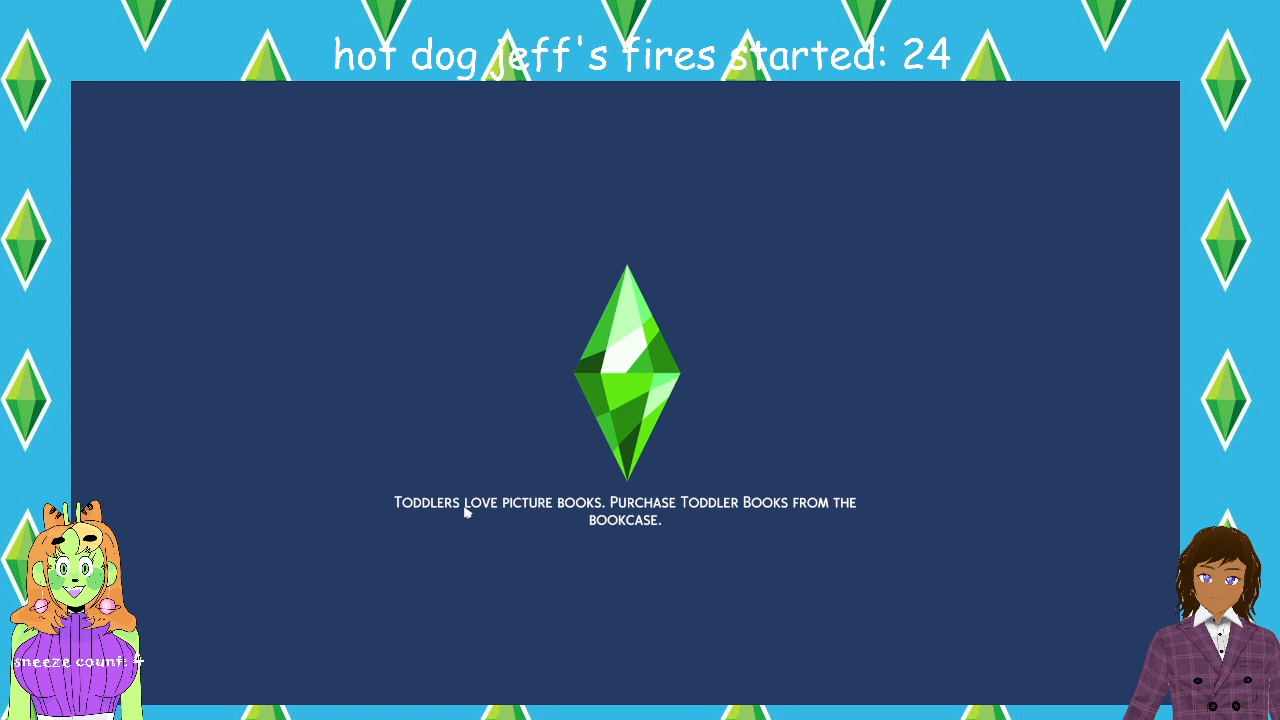 hot dog jeff's fires started: 24
Toddlers love picture books. Purchase Toddler Books from the
bookcase.
sneeze count: 4